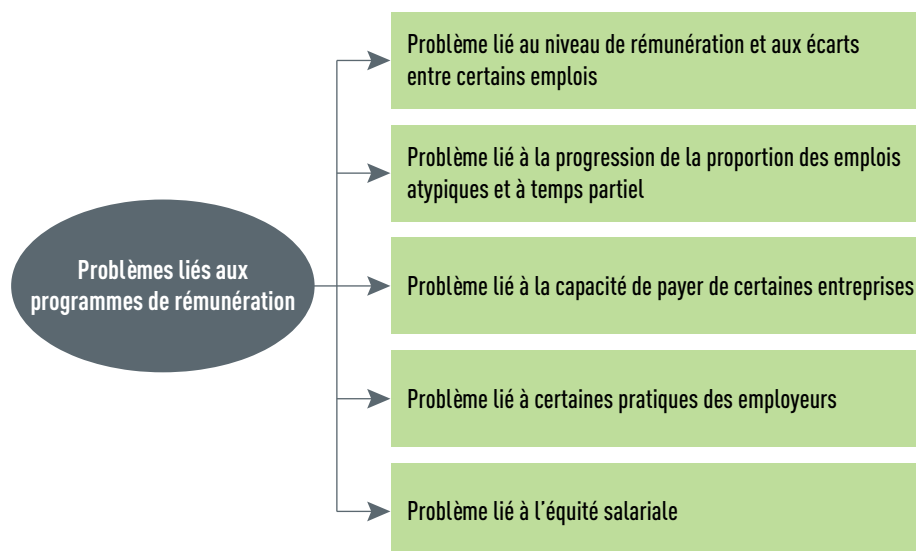 Problèmes liés aux
programmes de rémunération
Problème lié au niveau de rémunération et aux écarts
entre certains emplois
Problème lié à la progression de la proportion des emplois
atypiques et à temps partiel
Problème lié à la capacité de payer de certaines entreprises
Problème lié à certaines pratiques des employeurs
Problème lié à l’équité salariale